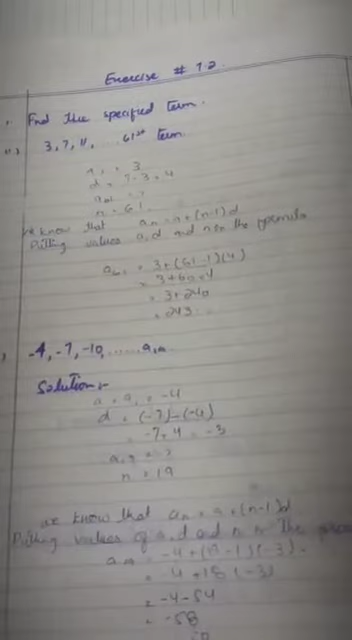 Exercise # 7.2.
Find the specified term.
3, 7, 11, ..... 61st term
a1 = 3
d = 7-3 = 4
a61 = ?
n = 61
we know that an = a+(n-1)d
Putting values a, d and n in the formula
a61 = 3+(61-1)(4)
= 3+60×4
= 3+240
= 243
-4, -7, -10, ...... a19
Solution:-
a = a1 = -4
d = (-7)-(-4)
= -7+4 = -3
a19 = ?
n = 19
we know that an = a+(n-1)d
Putting values of a, d and n in the
a19 = -4+(19-1)(-3).
= -4+18(-3)
= -4-54
= -58